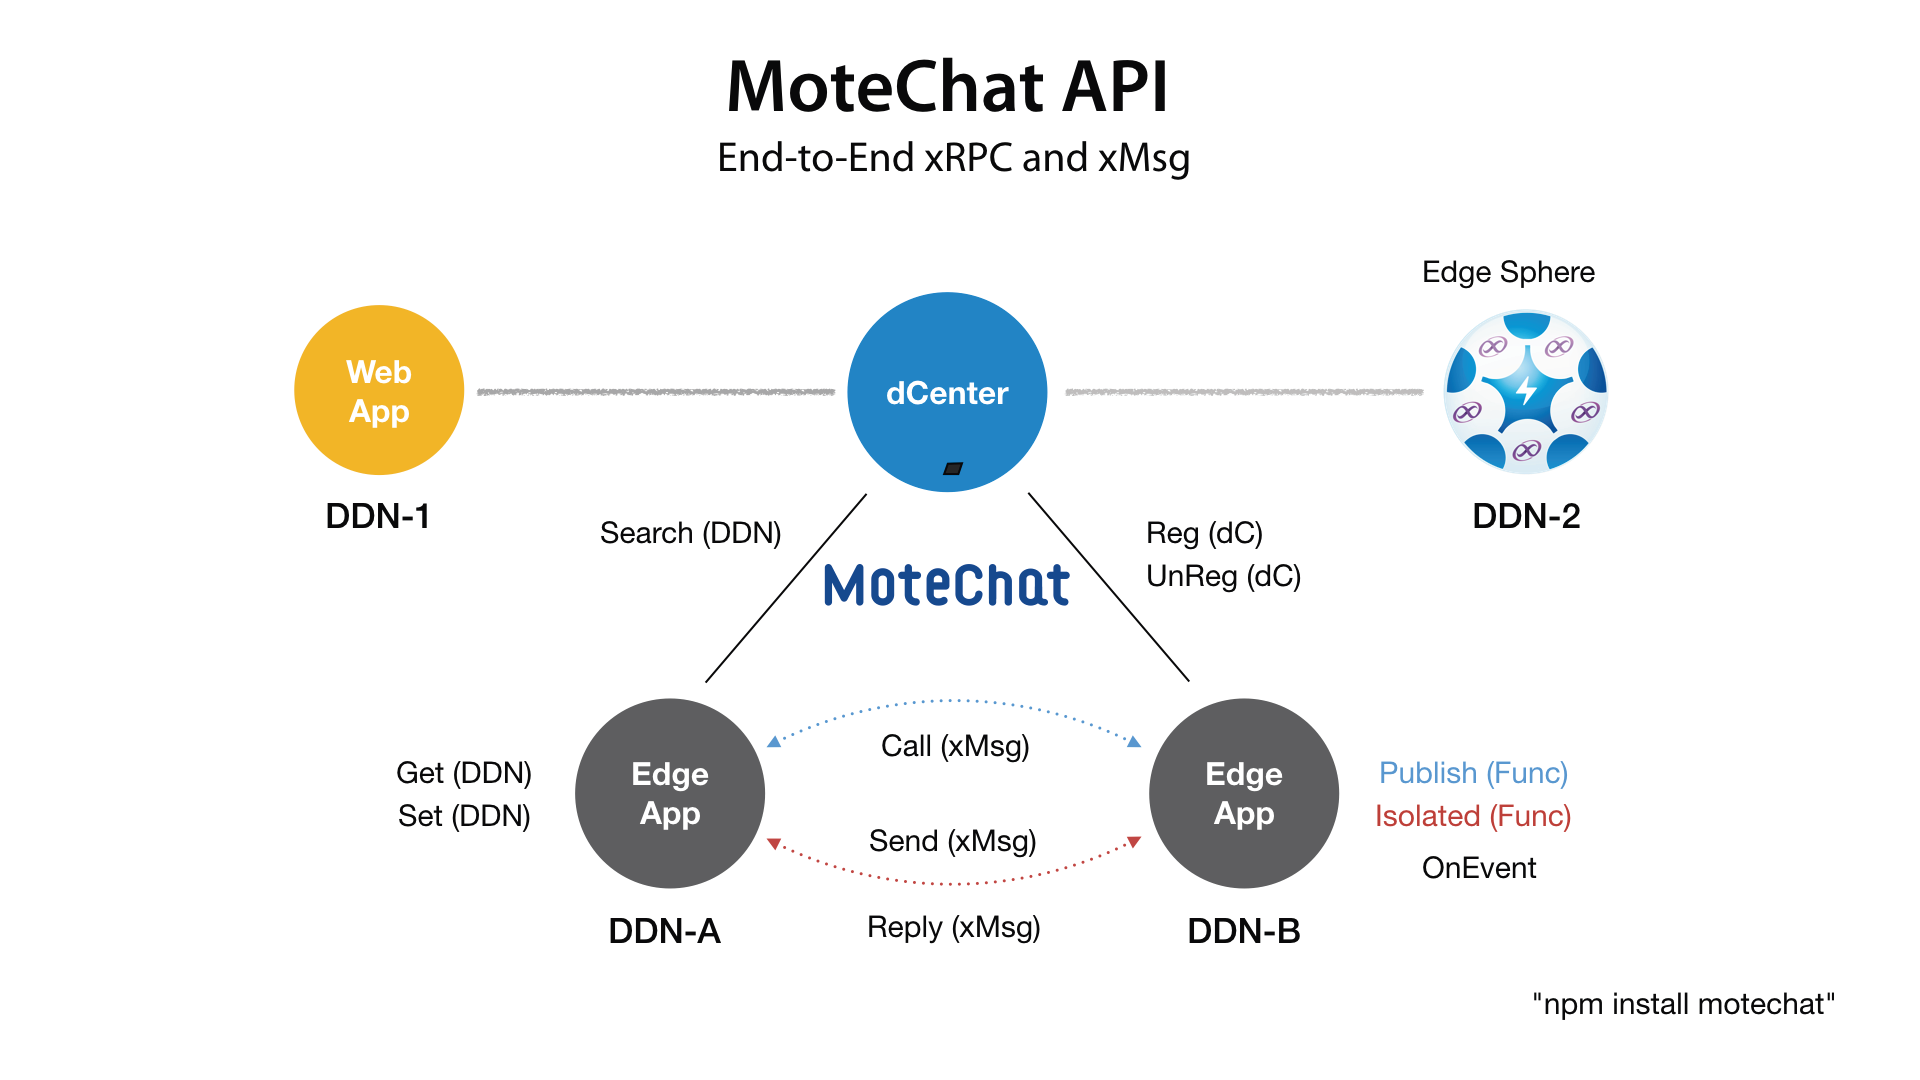 MoteChat API
End-to-End xRPC and xMsg
Edge Sphere
Web
App
dCenter
DDN-1
DDN-2
Search (DDN)
Reg (dC)
UnReg (dC)
MoteChat
Get (DDN)
Set (DDN)
Edge
App
Call (xMsg)
Send (xMsg)
Reply (xMsg)
Edge
App
Publish (Func)
Isolated (Func)
OnEvent
DDN-A
DDN-B
"npm install motechat"